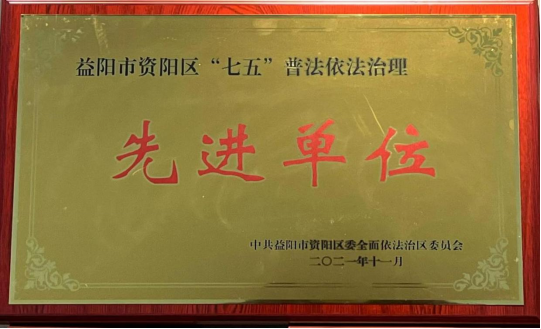 益阳市资阳区“七五”普法依法治理
先进单位
中共益阳市资阳区委全面依法治区委员会
二〇二一年十一月